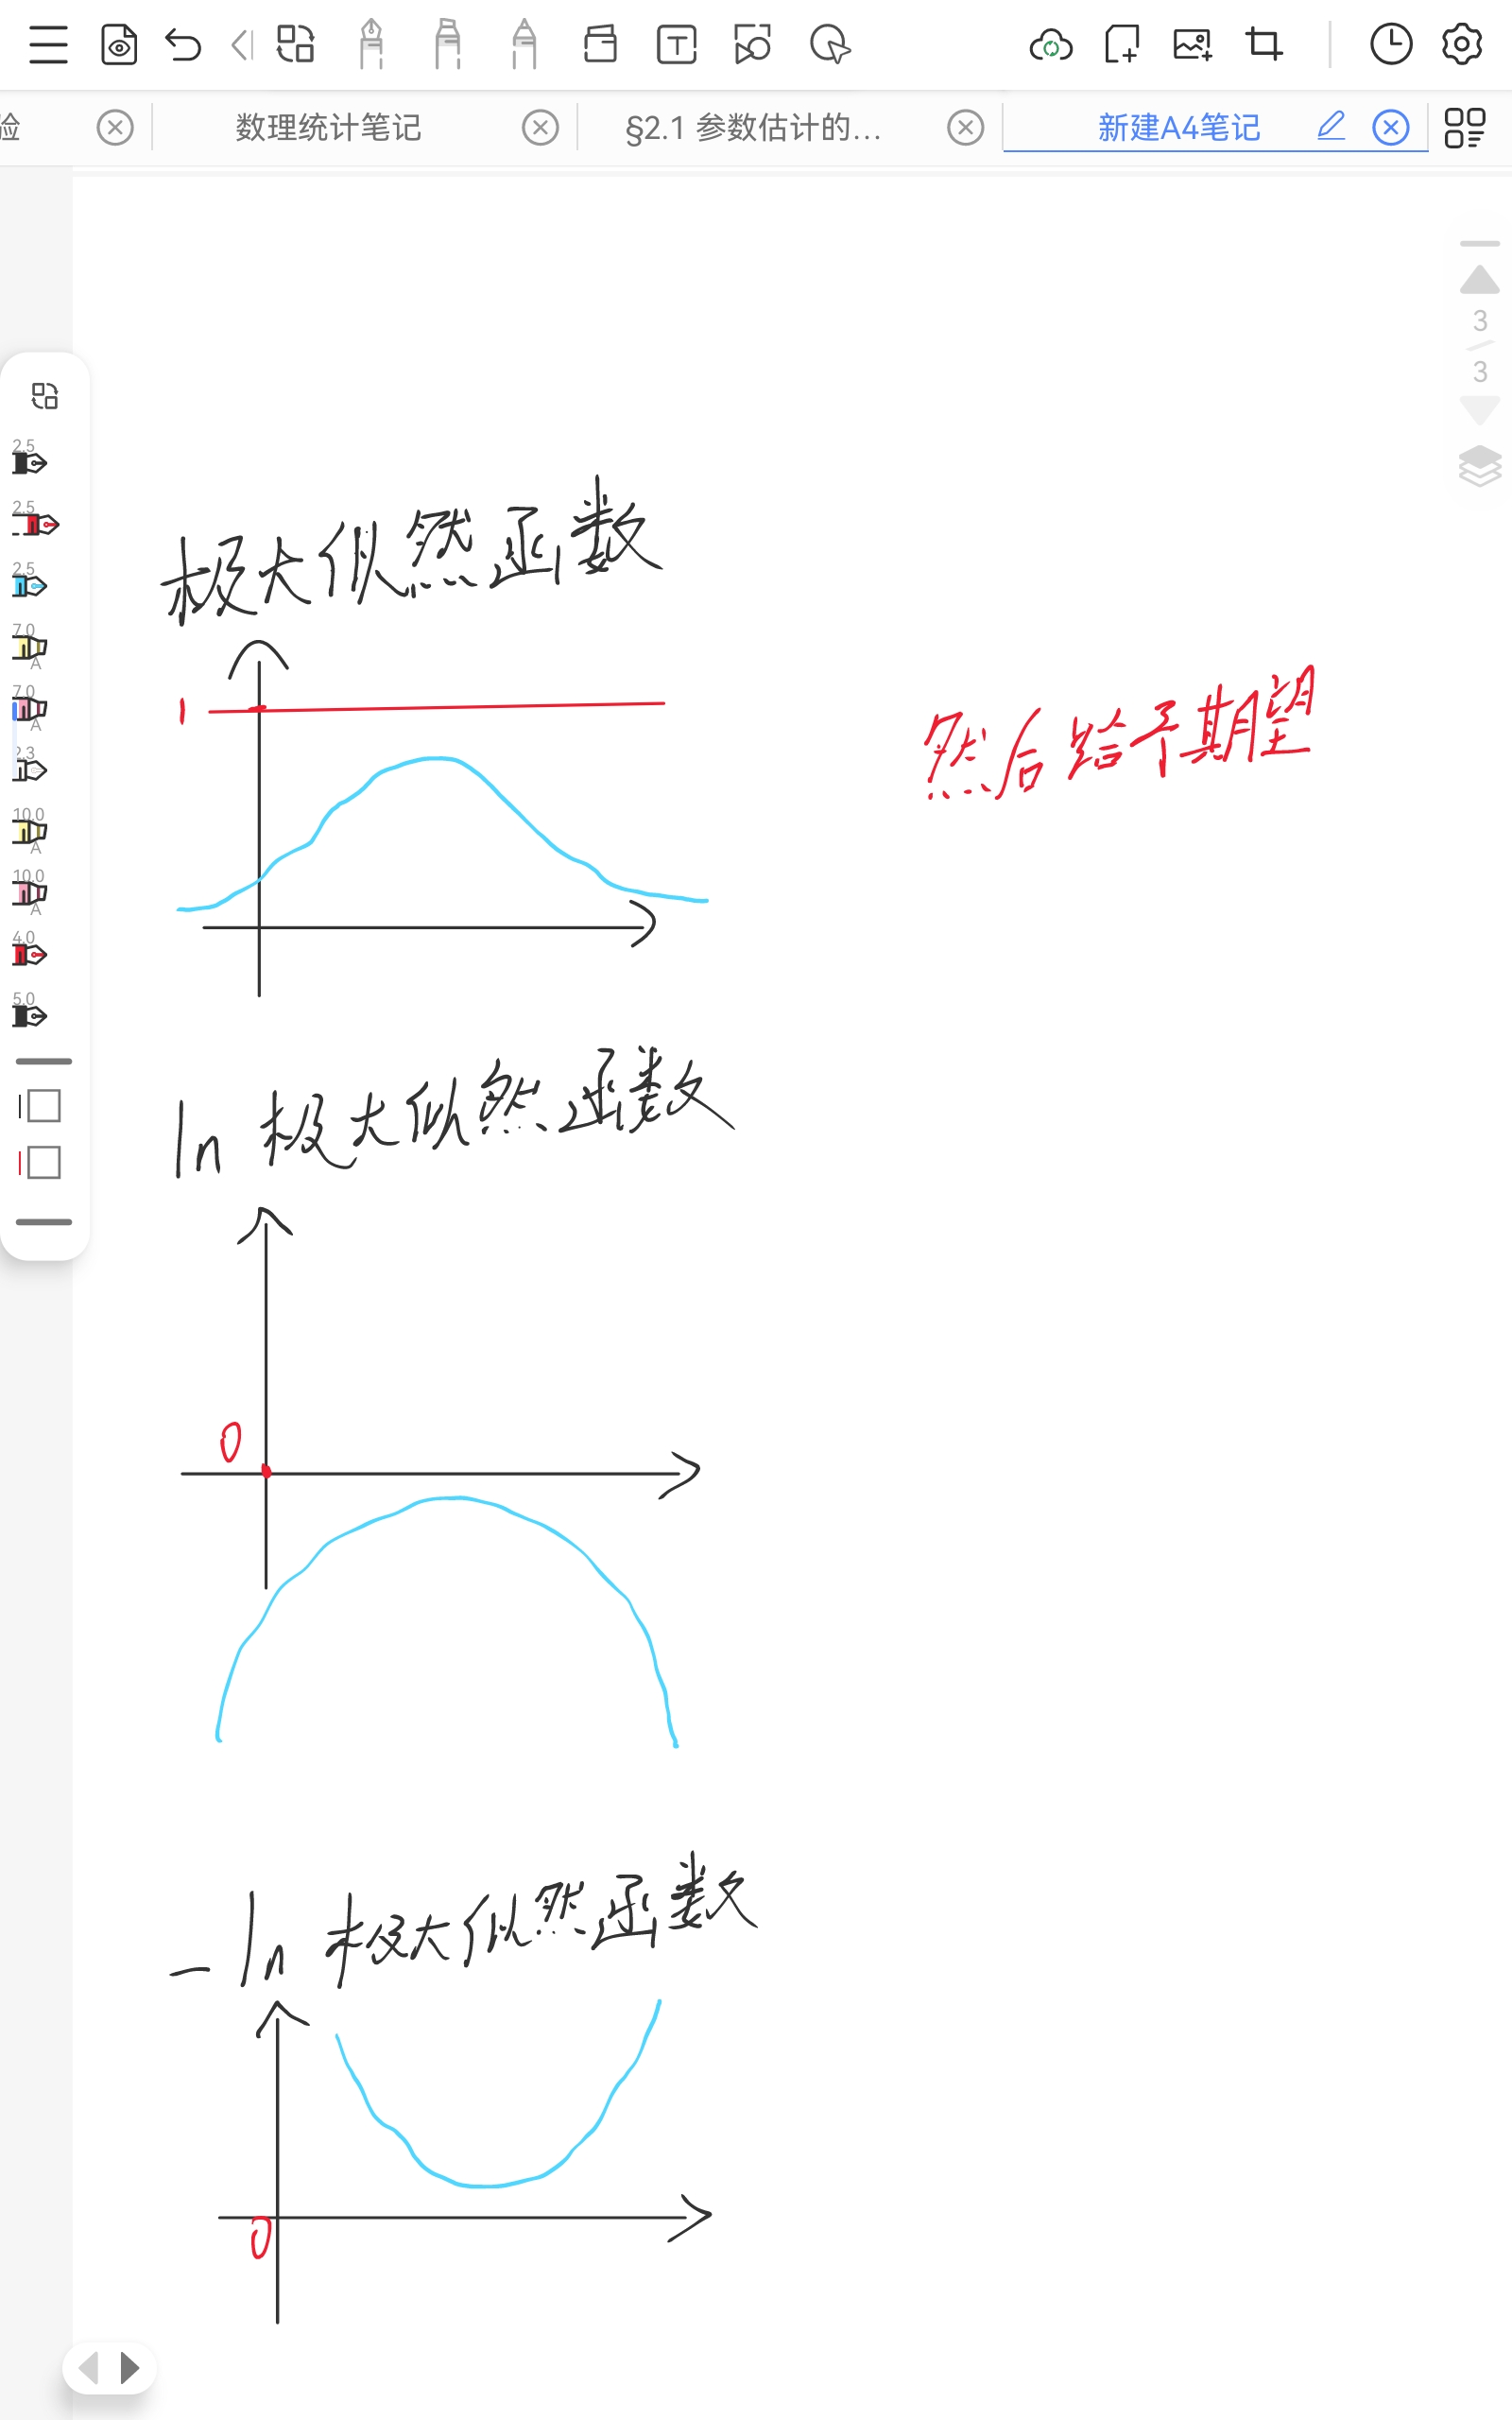 验
数理统计笔记
§2.1 参数估计的...
新建A4笔记
3
3
2.5
2.5
2.5
7.0
A
7.0
A
2.3
10.0
A
10.0
A
4.0
5.0
极大似然函数
1
然后给予期望
ln 极大似然函数
0
-ln 极大似然函数
0